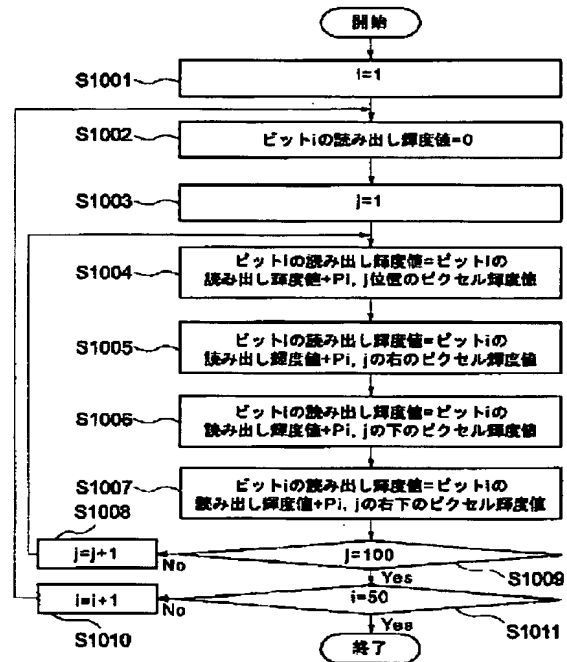 開始
S1001
i=1
S1002
ビットiの読み出し輝度値=0
S1003
j=1
S1004
ビットiの読み出し輝度値=ビットiの
読み出し輝度値+Pi, j位置のピクセル輝度値
S1005
ビットiの読み出し輝度値=ビットiの
読み出し輝度値+Pi, jの右のピクセル輝度値
S1006
ビットiの読み出し輝度値=ビットiの
読み出し輝度値+Pi, jの下のピクセル輝度値
S1007
ビットiの読み出し輝度値=ビットiの
読み出し輝度値+Pi, jの右下のピクセル輝度値
S1008
j=j+1
No
j=100
S1009
Yes
i=i+1
No
i=50
S1010
Yes
S1011
終了